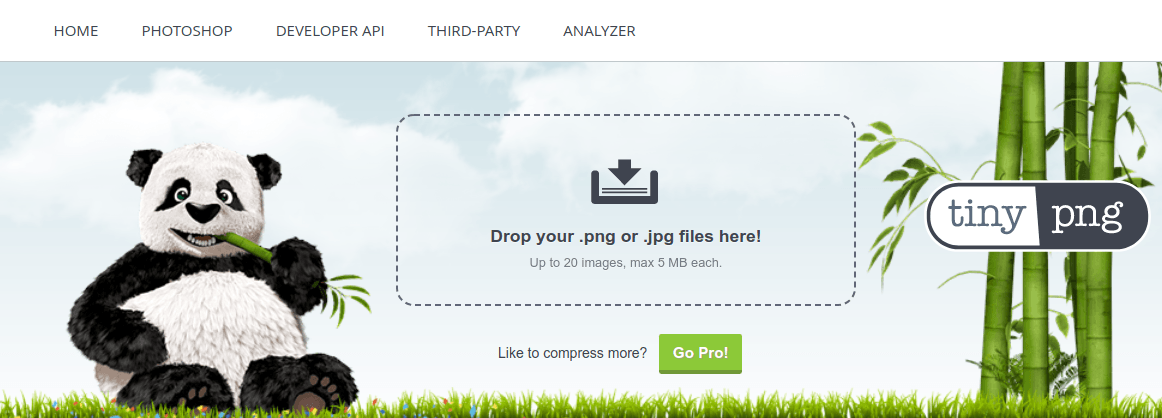 HOME PHOTOSHOP DEVELOPER API THIRD-PARTY ANALYZER
Drop your .png or .jpg files here!
Up to 20 images, max 5 MB each.
tiny png
Like to compress more? Go Pro!